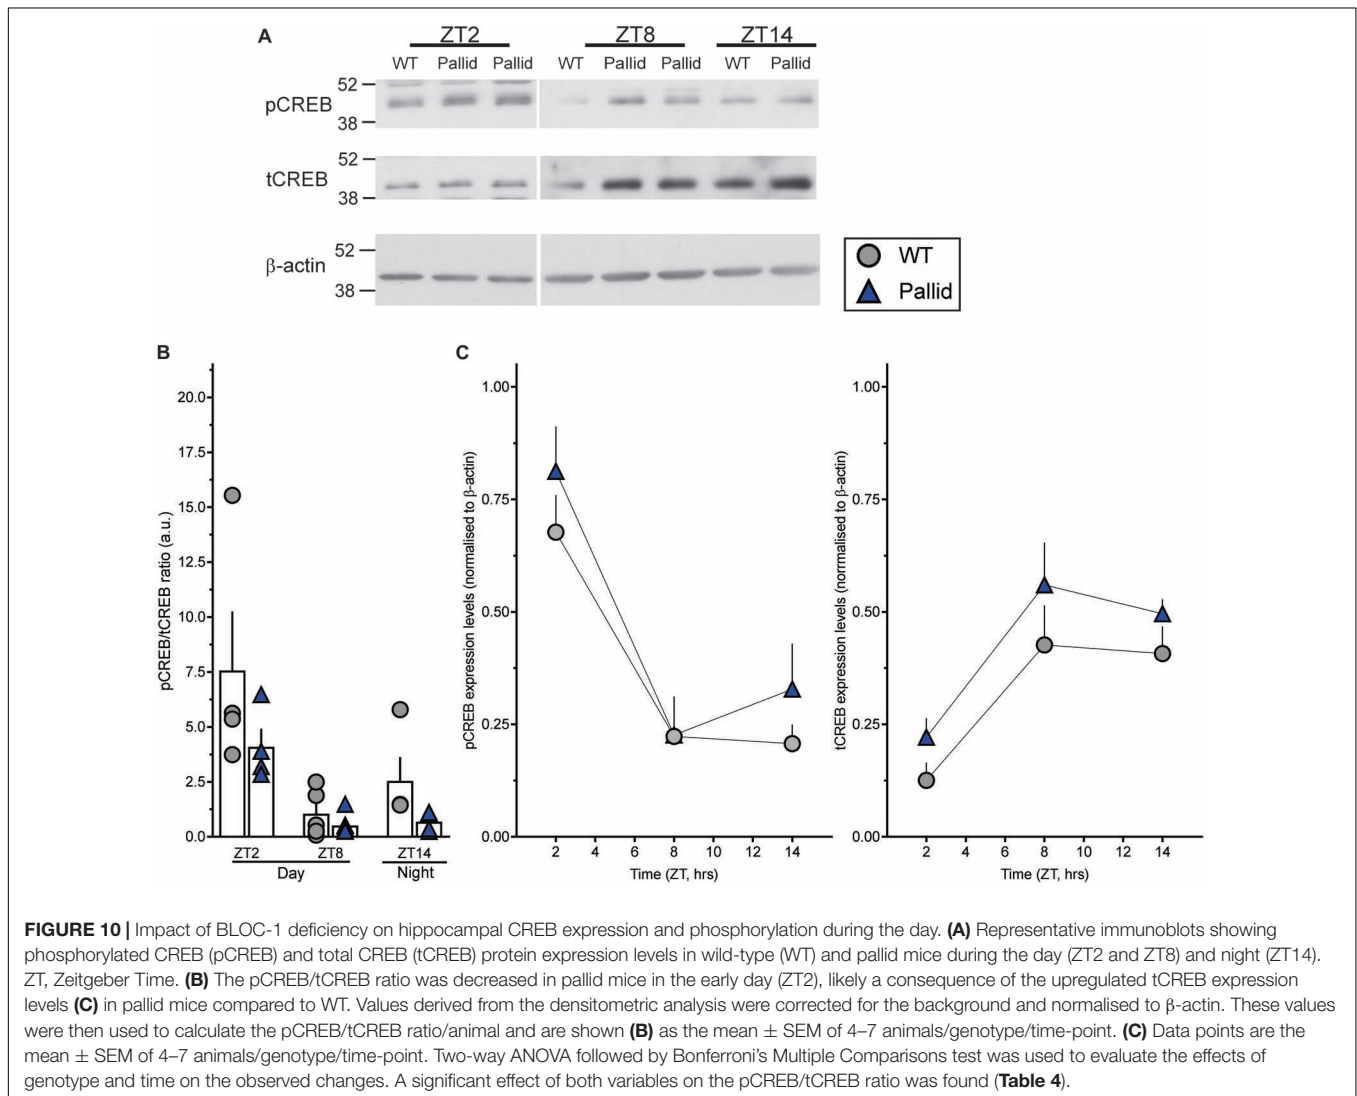 A
ZT2 ZT8 ZT14
WT Pallid Pallid WT Pallid Pallid WT Pallid
pCREB 52
38
tCREB 52
38
β-actin 52
38
WT
Pallid
B
pCREB/tCREB ratio (a.u.)
20.0
17.5
15.0
12.5
10.0
7.5
5.0
2.5
0.0
ZT2 ZT8 ZT14
Day Night
C
pCREB expression levels (normalised to β-actin)
1.00
0.75
0.50
0.25
0.00
2 4 6 8 10 12 14
Time (ZT, hrs)
tCREB expression levels (norrmalised to β-actin)
1.00
0.75
0.50
0.25
0.00
2 4 6 8 10 12 14
Time (ZT, hrs)
FIGURE 10 | Impact of BLOC-1 deficiency on hippocampal CREB expression and phosphorylation during the day. (A) Representative immunoblots showing
phosphorylated CREB (pCREB) and total CREB (tCREB) protein expression levels in wild-type (WT) and pallid mice during the day (ZT2 and ZT8) and night (ZT14).
ZT, Zeitgeber Time. (B) The pCREB/tCREB ratio was decreased in pallid mice in the early day (ZT2), likely a consequence of the upregulated tCREB expression
levels (C) in pallid mice compared to WT. Values derived from the densitometric analysis were corrected for the background and normalised to β-actin. These values
were then used to calculate the pCREB/tCREB ratio/animal and are shown (B) as the mean ± SEM of 4–7 animals/genotype/time-point. (C) Data points are the
mean ± SEM of 4–7 animals/genotype/time-point. Two-way ANOVA followed by Bonferroni's Multiple Comparisons test was used to evaluate the effects of
genotype and time on the observed changes. A significant effect of both variables on the pCREB/tCREB ratio was found (Table 4).